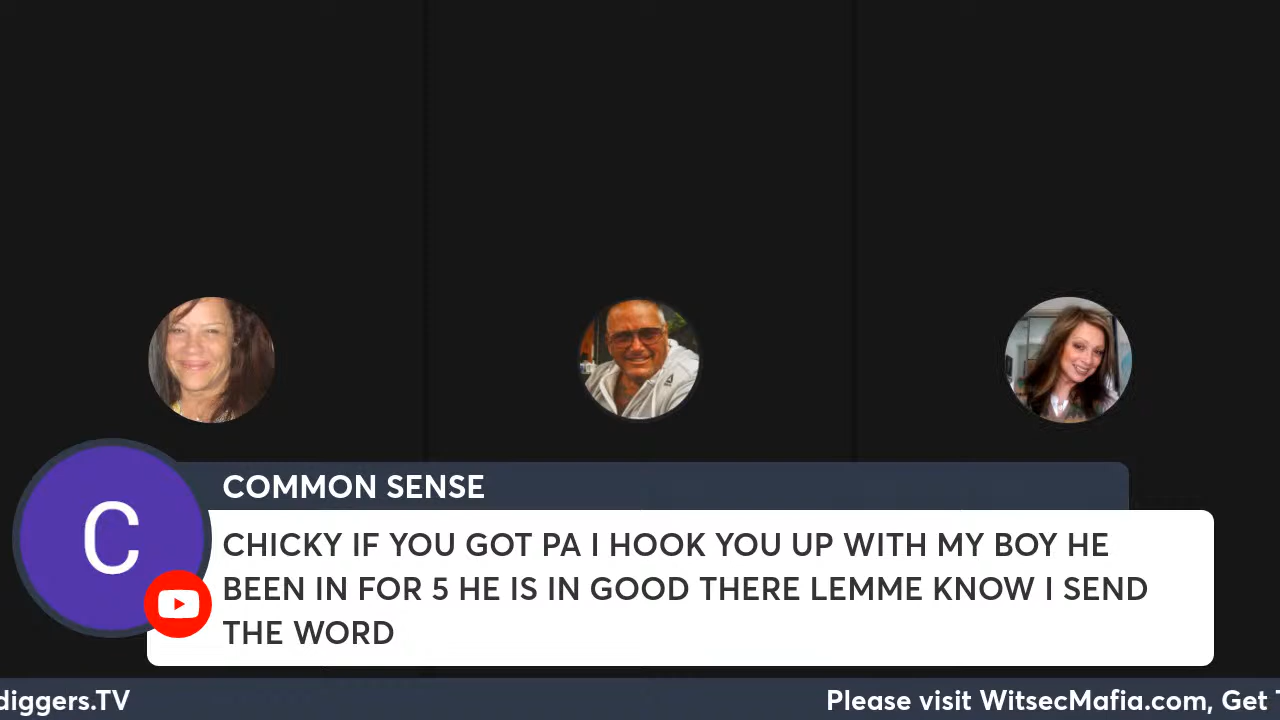 COMMON SENSE
C
CHICKY IF YOU GOT PA I HOOK YOU UP WITH MY BOY HE
BEEN IN FOR 5 HE IS IN GOOD THERE LEMME KNOW I SEND
THE WORD
diggers.TV
Please visit WitsecMafia.com, Get